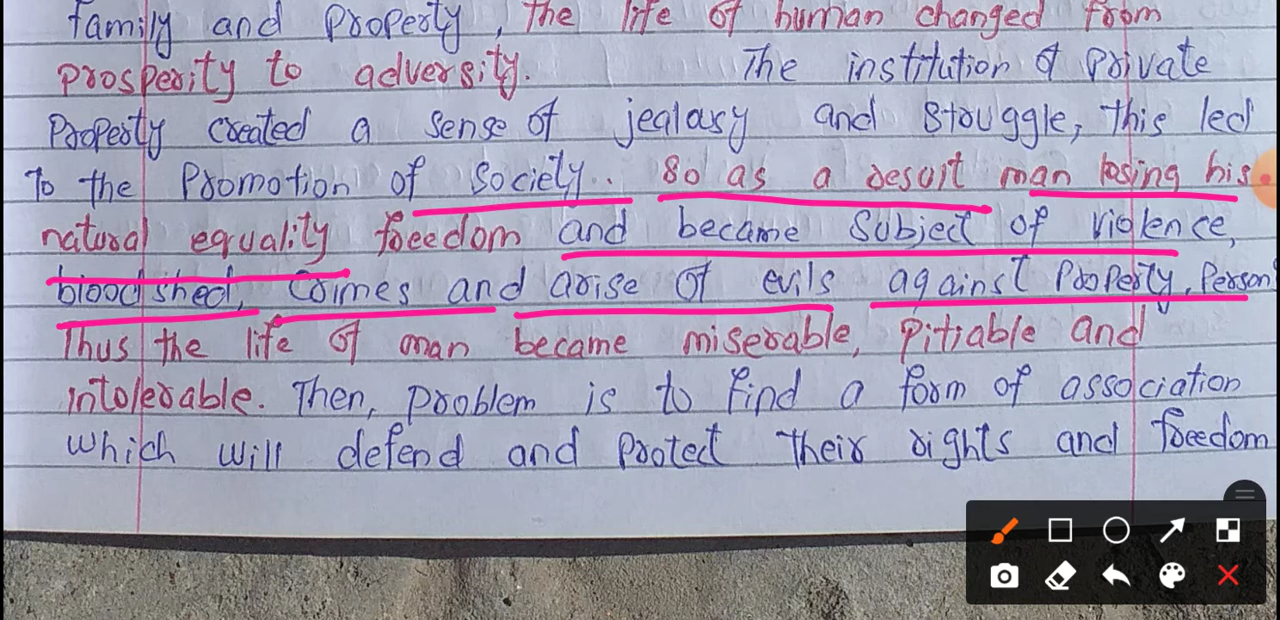 family and property, the life of human changed from
prosperity to adversity. The institution of private
Property created a sense of jealasy and struggle, this led
To the Promotion of society. So as a result man losing his
natural equality freedom and became subject of violence,
bloodshed, crimes and arise of evils against property, Person
Thus the life of man became miserable, pitiable and
intolerable. Then, problem is to find a form of association
which will defend and protect their rights and freedom